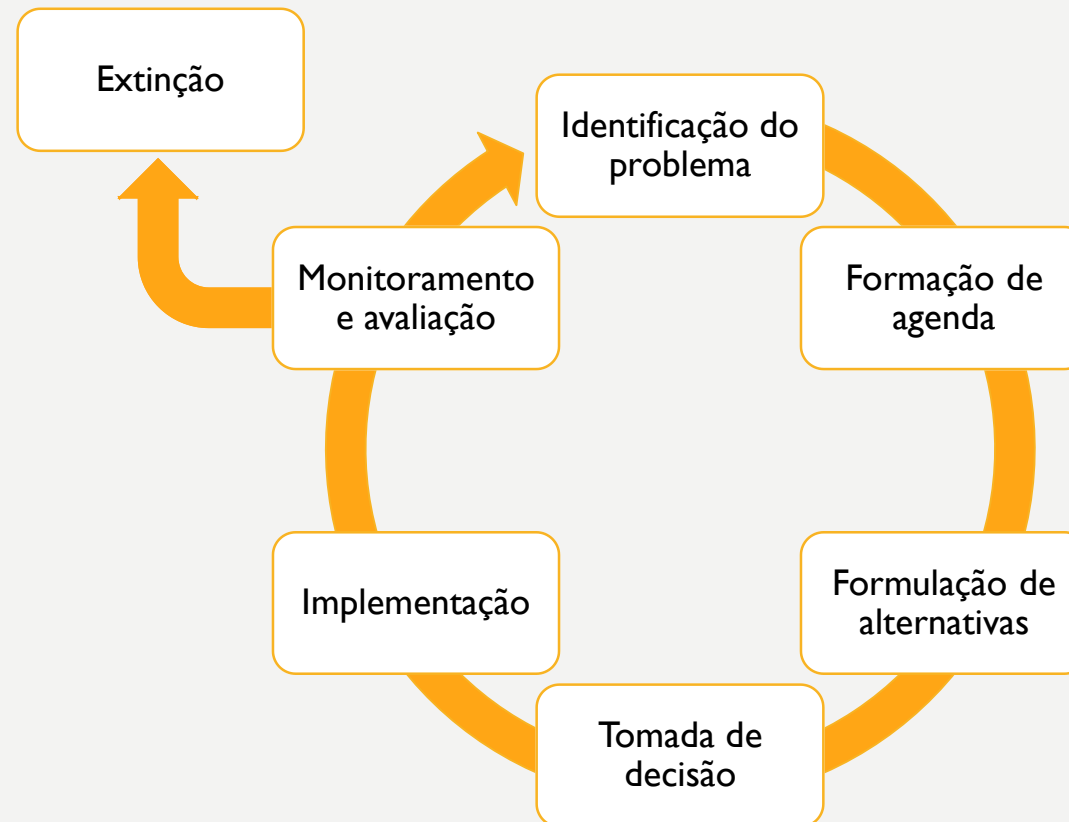 Extinção
Identificação do
problema
Monitoramento
e avaliação
Formação de
agenda
Implementação
Formulação de
alternativas
Tomada de
decisão